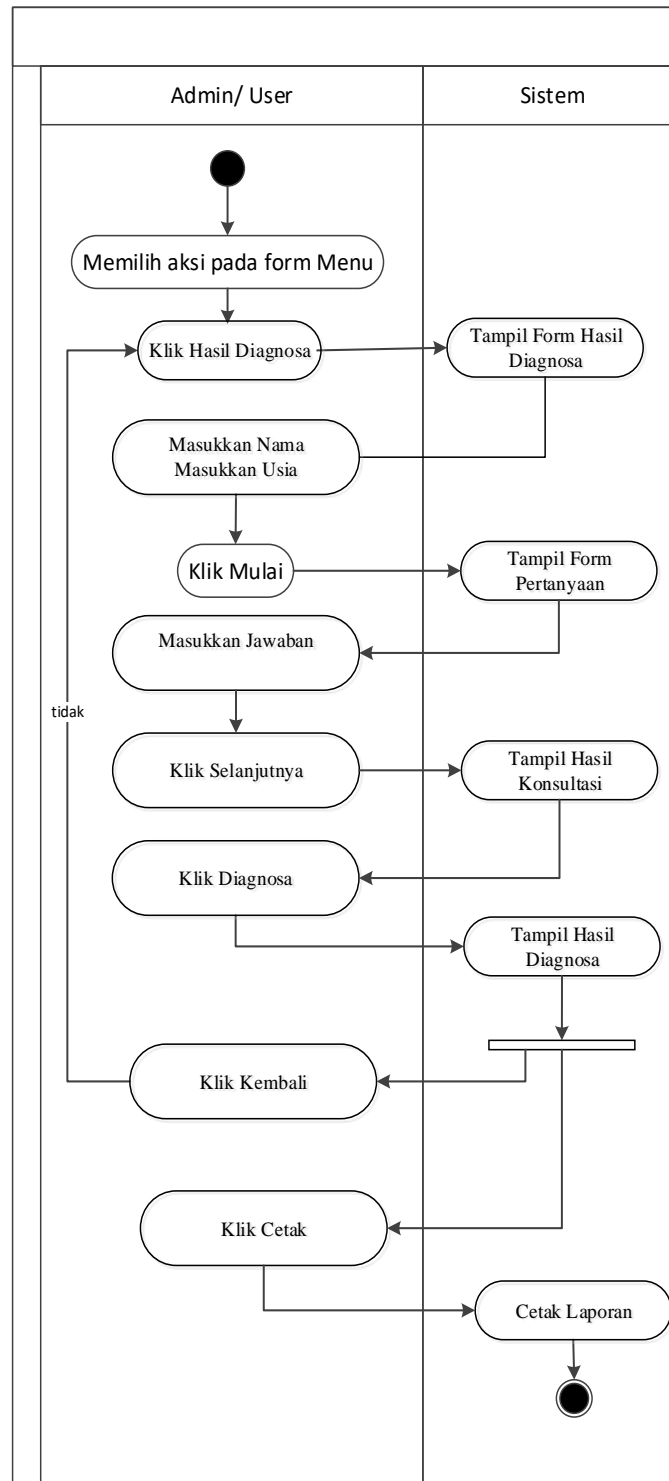 Admin/ User
Sistem
Memilih aksi pada form Menu
Klik Hasil Diagnosa
Tampil Form Hasil
Diagnosa
Masukkan Nama
Masukkan Usia
Klik Mulai
Tampil Form
Pertanyaan
Masukkan Jawaban
tidak
Klik Selanjutnya
Tampil Hasil
Konsultasi
Klik Diagnosa
Tampil Hasil
Diagnosa
Klik Kembali
Klik Cetak
Cetak Laporan